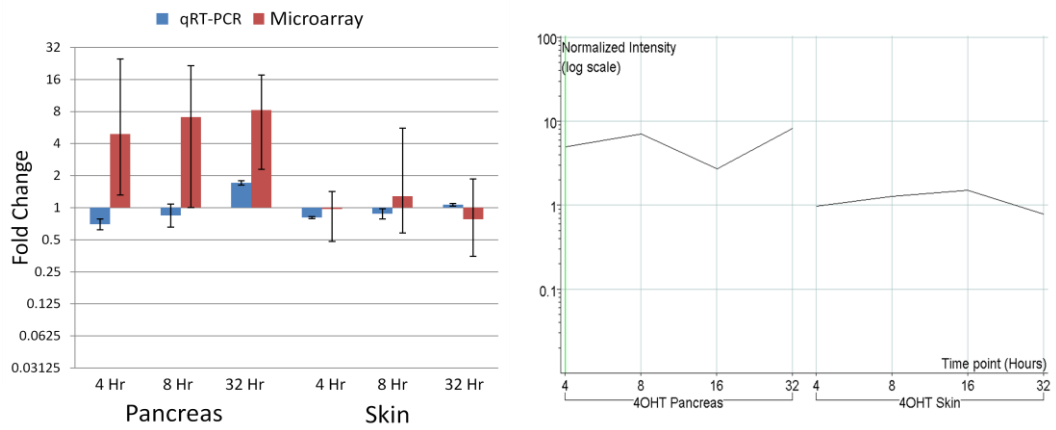 qRT-PCR Microarray
Fold Change
32
16
8
4
2
1
0.5
0.25
0.125
0.0625
0.03125
4 Hr 8 Hr 32 Hr 4 Hr 8 Hr 32 Hr
Pancreas Skin
100
10
1
0.1
Normalized Intensity
(log scale)
Time point (Hours)
4 8 16 32 4 8 16 32
4OHT Pancreas 4OHT Skin